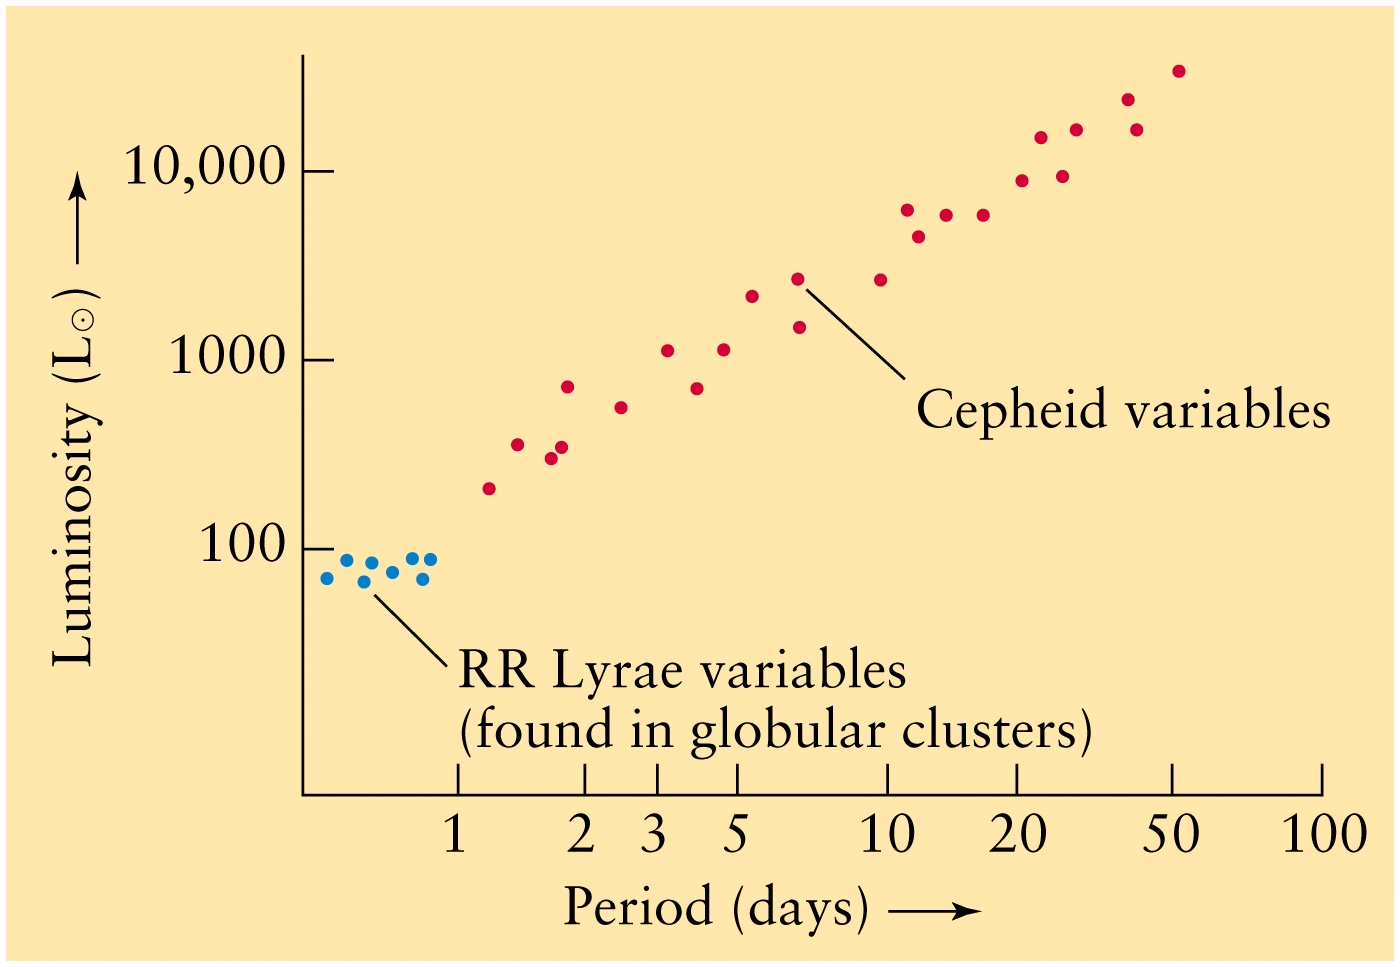 10,000
1000
100
Luminosity (L☉)
Cepheid variables
RR Lyrae variables
(found in globular clusters)
1 2 3 5 10 20 50 100
Period (days)